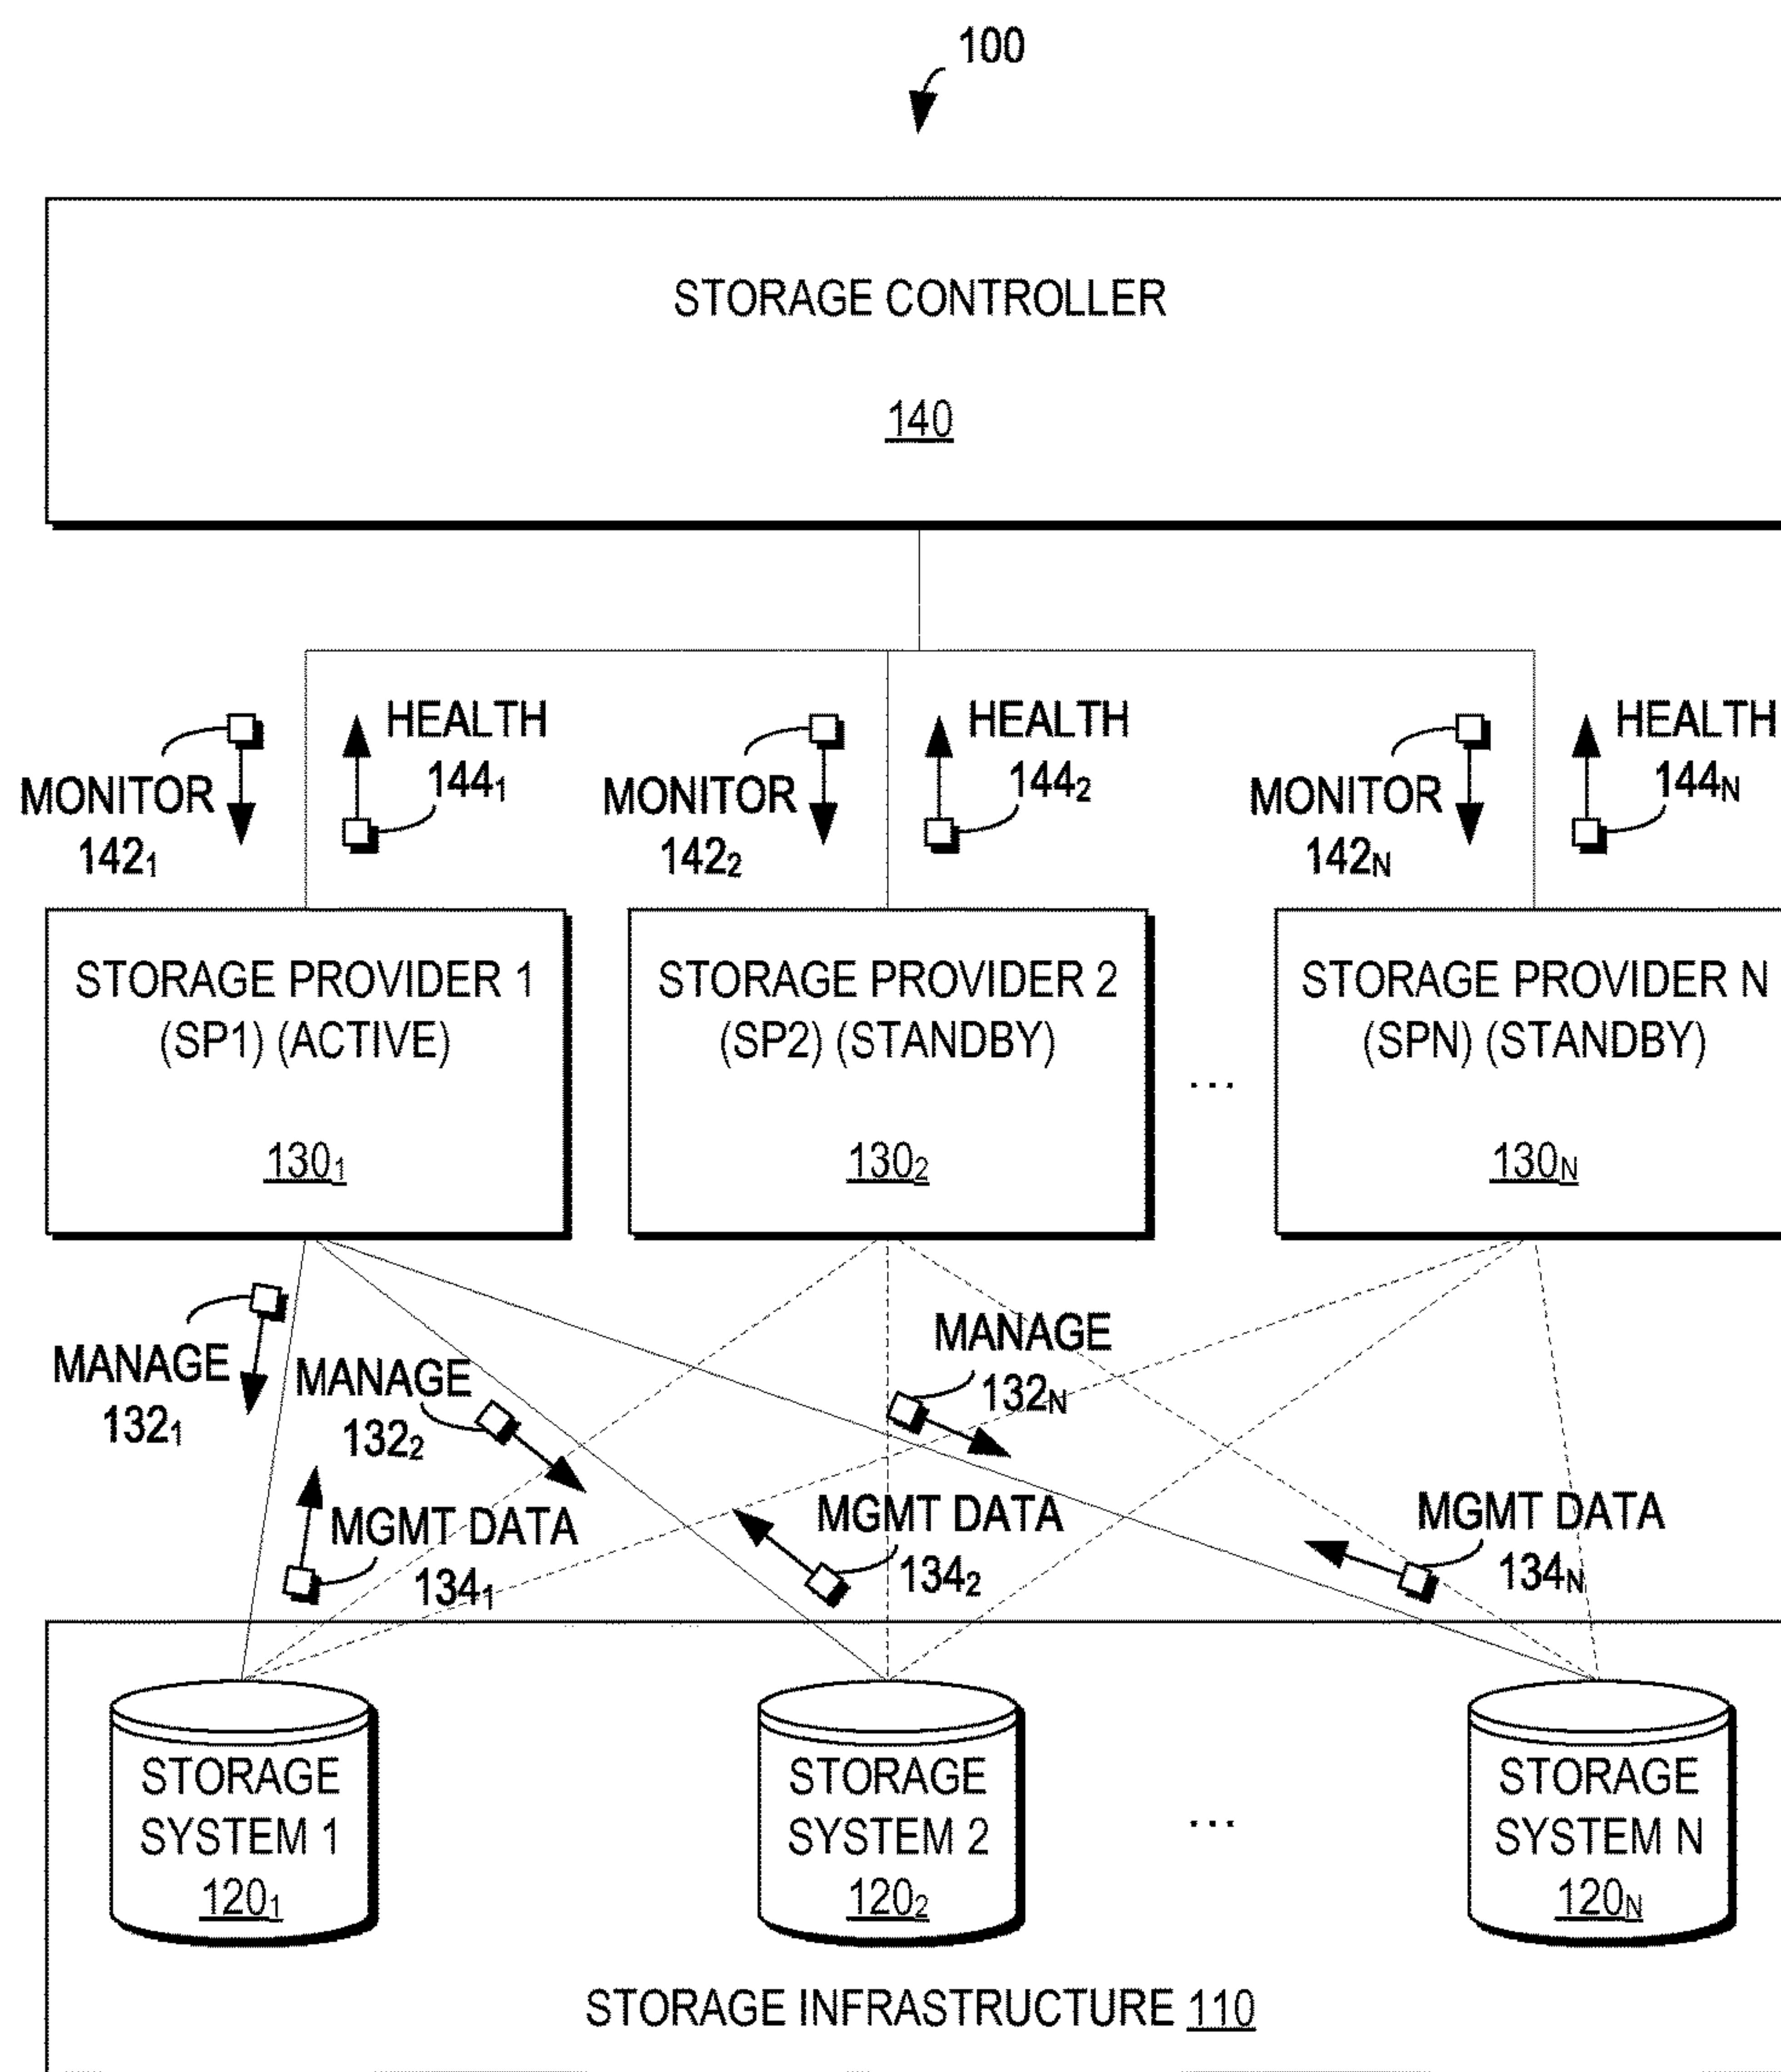 100
STORAGE CONTROLLER
140
HEALTH
144₁
MONITOR
142₁
HEALTH
144₂
MONITOR
142₂
HEALTH
144N
MONITOR
142N
STORAGE PROVIDER 1
(SP1) (ACTIVE)
130₁
STORAGE PROVIDER 2
(SP2) (STANDBY)
130₂
...
STORAGE PROVIDER N
(SPN) (STANDBY)
130N
MANAGE
132₁
MANAGE
132₂
MANAGE
132N
MGMT DATA
134₁
MGMT DATA
134₂
MGMT DATA
134N
STORAGE
SYSTEM 1
120₁
STORAGE
SYSTEM 2
120₂
...
STORAGE
SYSTEM N
120N
STORAGE INFRASTRUCTURE 110